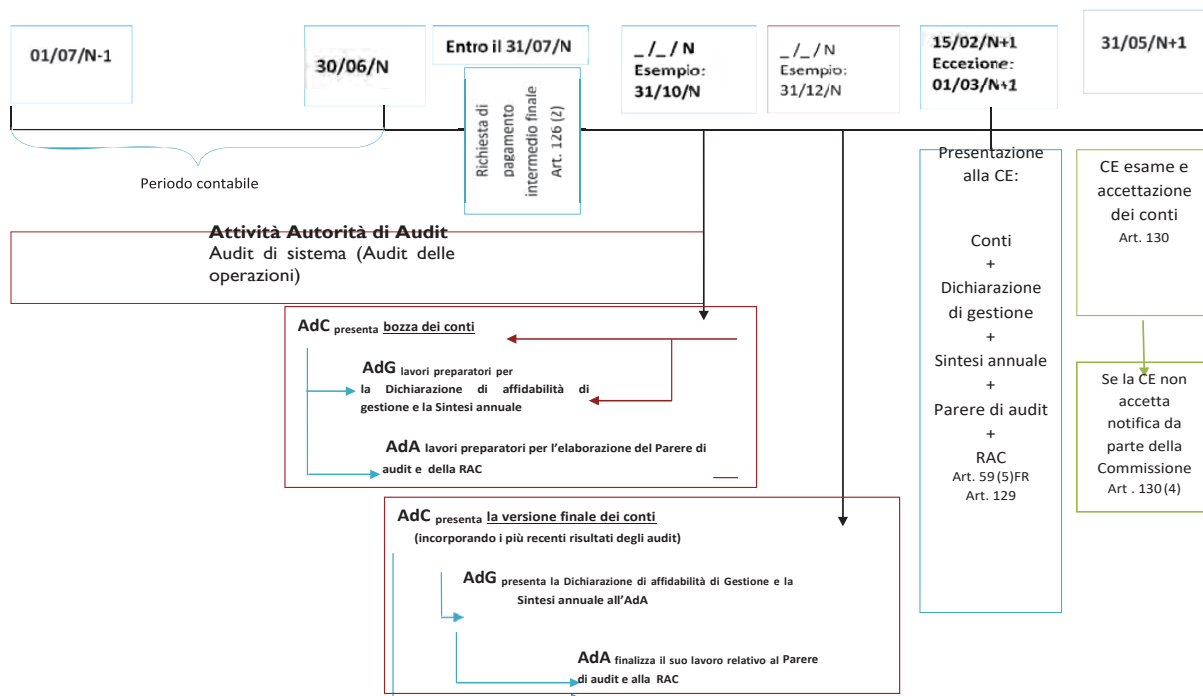 01/07/N-1
30/06/N
Entro il 31/07/N
_/_/ N
Esempio:
31/10/N
_/_/ N
Esempio:
31/12/N
15/02/N+1
Eccezione:
01/03/N+1
31/05/N+1
Richiesta di
pagamento
intermedio finale
Art. 126 (2)
Periodo contabile
Attività Autorità di Audit
Audit di sistema (Audit delle
operazioni)
AdC presenta bozza dei conti
AdG lavori preparatori per
la Dichiarazione di affidabilità di
gestione e la Sintesi annuale
AdA lavori preparatori per l'elaborazione del Parere di
audit e della RAC
AdC presenta la versione finale dei conti
(incorporando i più recenti risultati degli audit)
AdG presenta la Dichiarazione di affidabilità di Gestione e la
Sintesi annuale all'AdA
AdA finalizza il suo lavoro relativo al Parere
di audit e alla RAC
Presentazione
alla CE:
Conti
+
Dichiarazione
di gestione
+
Sintesi annuale
+
Parere di audit
+
RAC
Art. 59 (5)FR
Art. 129
CE esame e
accettazione
dei conti
Art. 130
Se la CE non
accetta
notifica da
parte della
Commissione
Art . 130 (4)